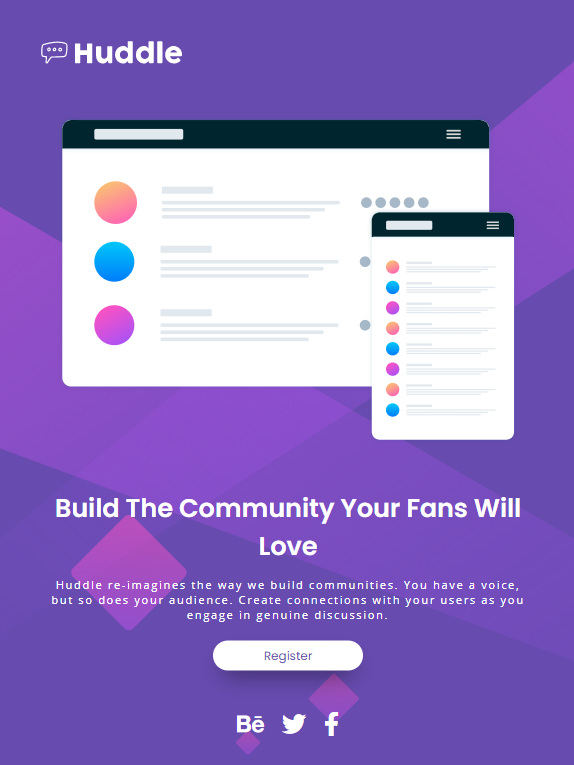 Huddle
Build The Community Your Fans Will
Love
Huddle re-imagines the way we build communities. You have a voice,
but so does your audience. Create connections with your users as you
engage in genuine discussion.
Register
Bē